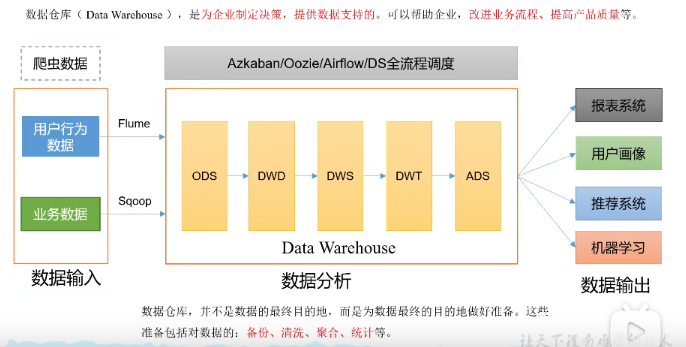 数据仓库（ Data Warehouse ），是为企业制定决策，提供数据支持的。可以帮助企业，改进业务流程、提高产品质量等。
爬虫数据
Azkaban/Oozie/Airflow/DS全流程调度
用户行为
数据
Flume
业务数据
Sqoop
数据输入
ODS
DWD
DWS
DWT
ADS
Data Warehouse
数据分析
报表系统
用户画像
推荐系统
机器学习
数据输出
数据仓库，并不是数据的最终目的地，而是为数据最终的目的地做好准备。这些
准备包括对数据的：备份、清洗、聚合、统计等。
让天下没有